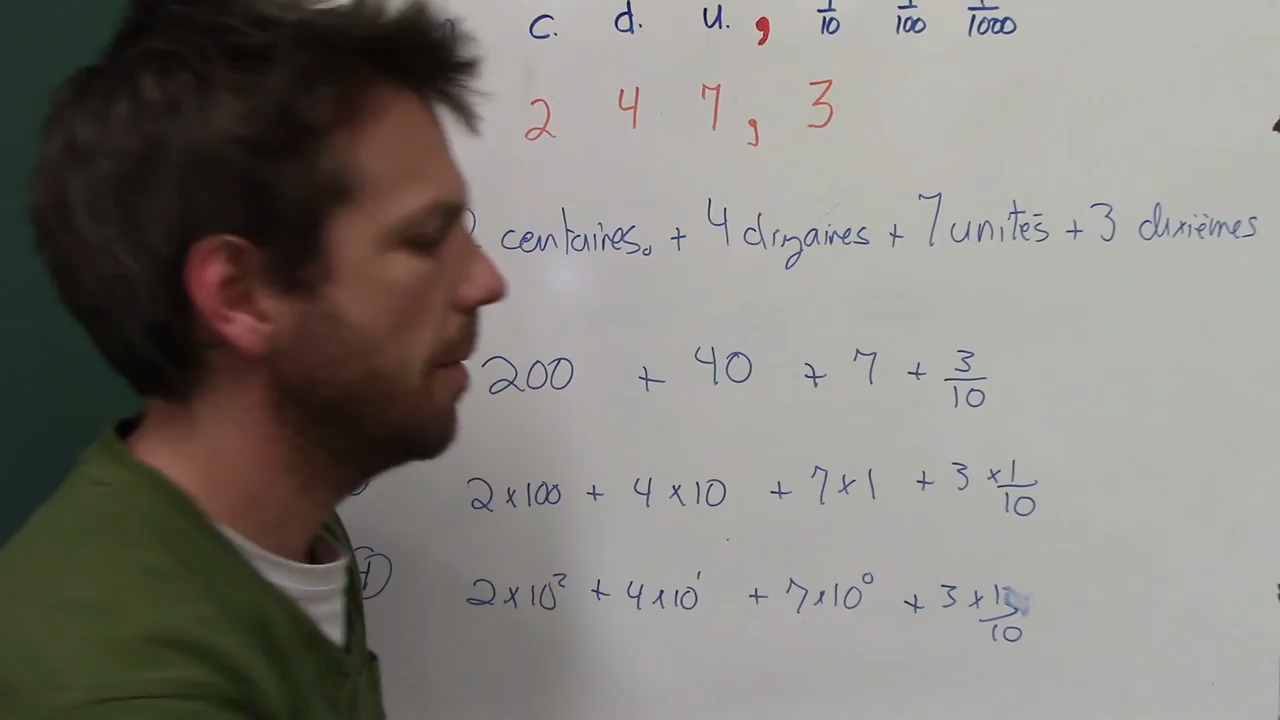 c. d. u. , 1/10 1/100 1/1000
2 4 7 , 3
centaines. + 4 dizaines + 7 unités + 3 dixièmes
200 + 40 + 7 + 3/10
2 × 100 + 4 × 10 + 7 × 1 + 3 × 1/10
2 × 10² + 4 × 10¹ + 7 × 10⁰ + 3 × 1/10